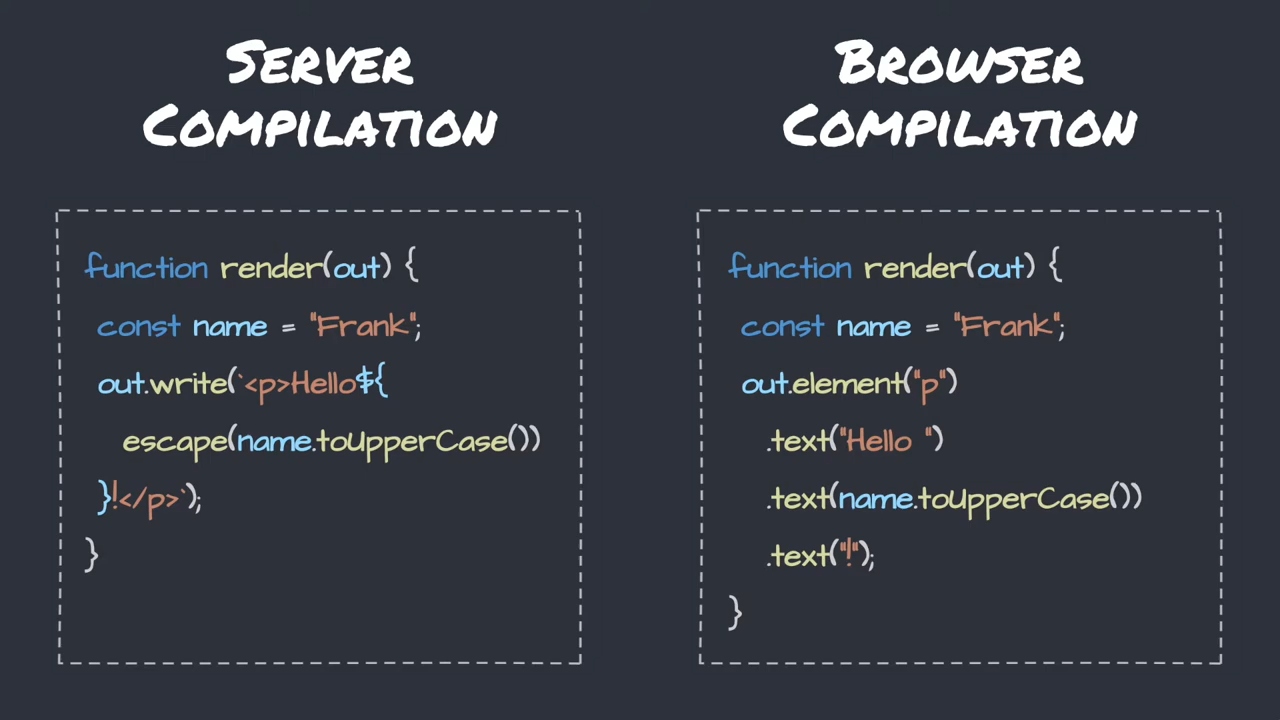 SERVER
COMPILATION
function render(out) {
const name = "Frank";
out.write(`<p>Hello${
escape(name.toUpperCase())
}!</p>`);
}
BROWSER
COMPILATION
function render(out) {
const name = "Frank";
out.element("p")
.text("Hello ")
.text(name.toUpperCase())
.text("!");
}